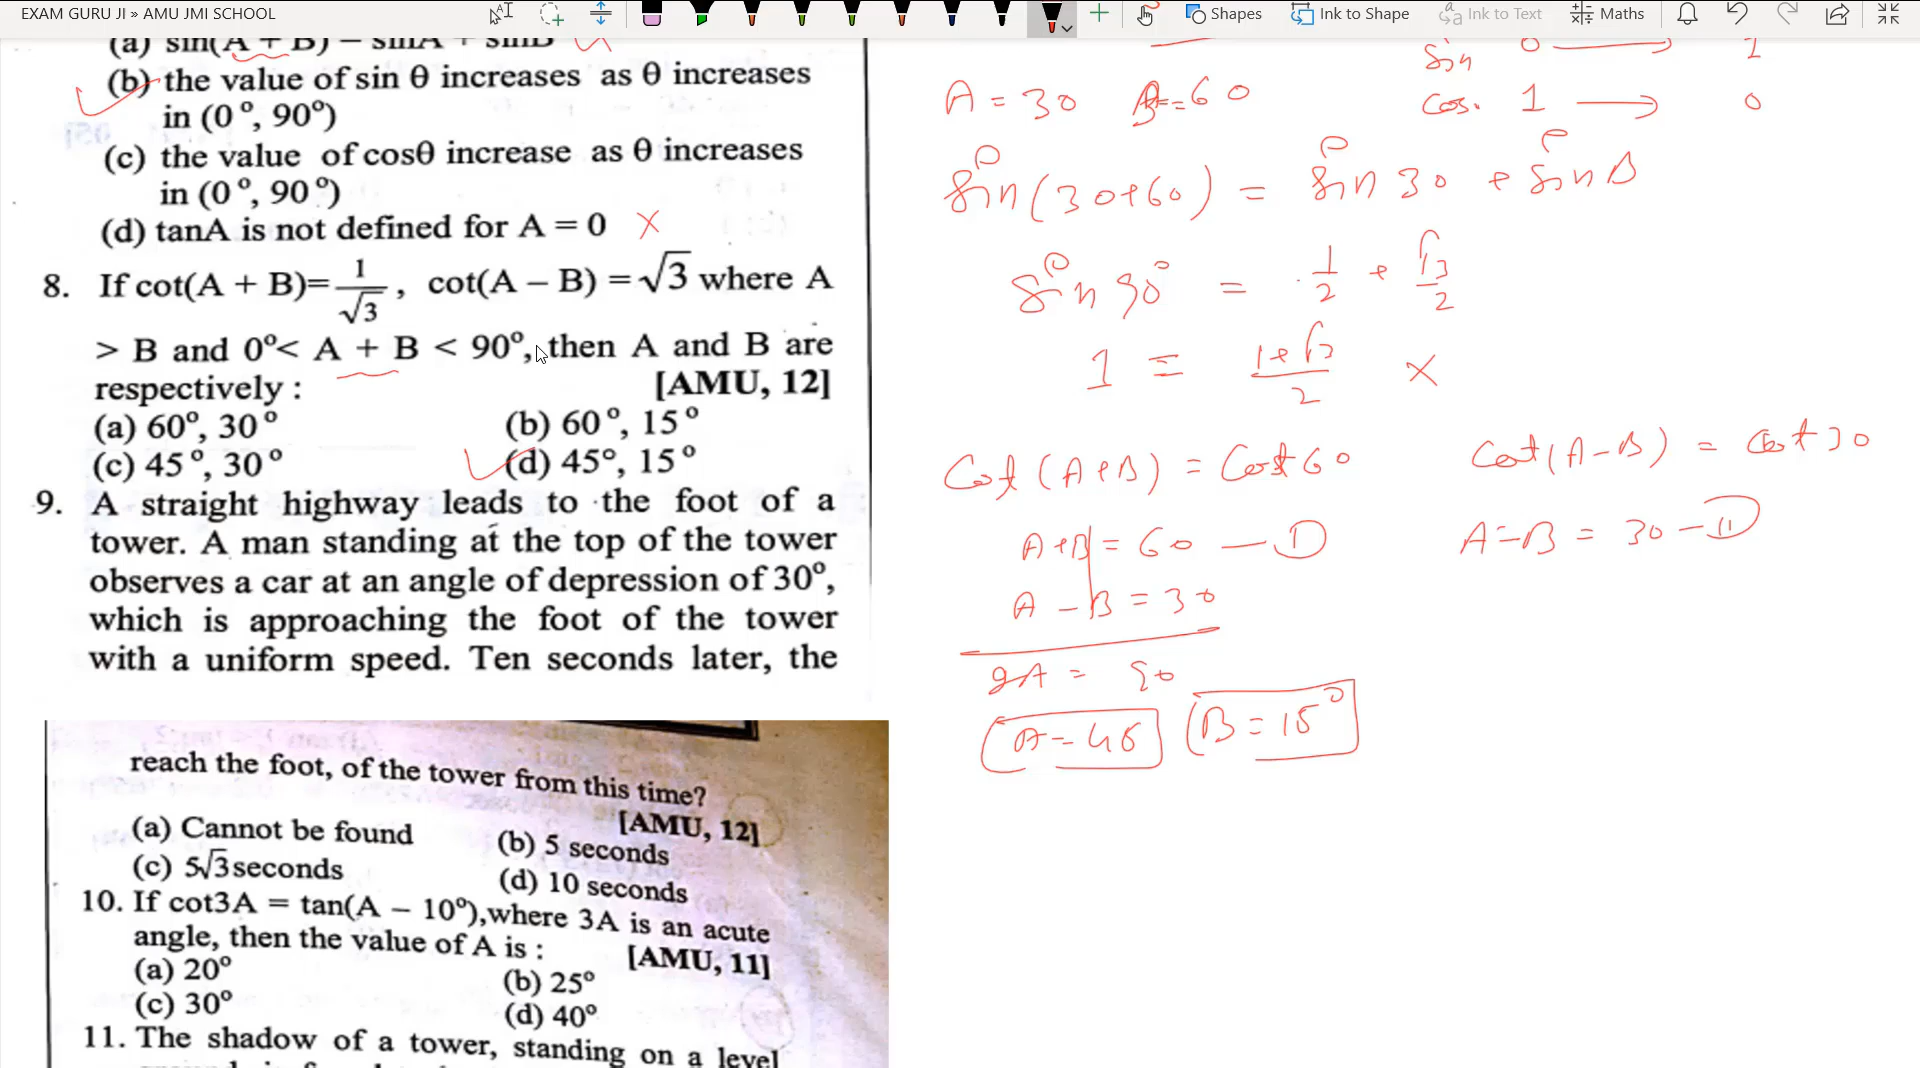 EXAM GURU JI » AMU JMI SCHOOL
Shapes
Ink to Shape
Ink to Text
Maths
(a) sin(A + B) = sinA + sinB
(b) the value of sin θ increases as θ increases
in (0°, 90°)
(c) the value of cosθ increase as θ increases
in (0°, 90°)
(d) tanA is not defined for A = 0 ×
8. If cot(A + B)= 1/√3, cot(A – B) = √3 where A
> B and 0°< A + B < 90°, then A and B are
respectively : [AMU, 12]
(a) 60°, 30° (b) 60°, 15°
(c) 45°, 30° (d) 45°, 15°
9. A straight highway leads to the foot of a
tower. A man standing at the top of the tower
observes a car at an angle of depression of 30°,
which is approaching the foot of the tower
with a uniform speed. Ten seconds later, the
reach the foot, of the tower from this time?
[AMU, 12]
(a) Cannot be found (b) 5 seconds
(c) 5√3 seconds (d) 10 seconds
10. If cot3A = tan(A – 10°),where 3A is an acute
angle, then the value of A is : [AMU, 11]
(a) 20° (b) 25°
(c) 30° (d) 40°
11. The shadow of a tower, standing on a level
sin 0 → 1
A = 30 B = 60 cos. 1 → 0
sin(30+60) = sin 30 + sin B
sin 90° = 1/2 + √3/2
1 = (1+√3)/2 ×
Cot (A+B) = Cot 60 Cot(A–B) = Cot 30
A+B = 60 – I A–B = 30 – II
A – B = 30
2A = 90
A = 45 B = 15°